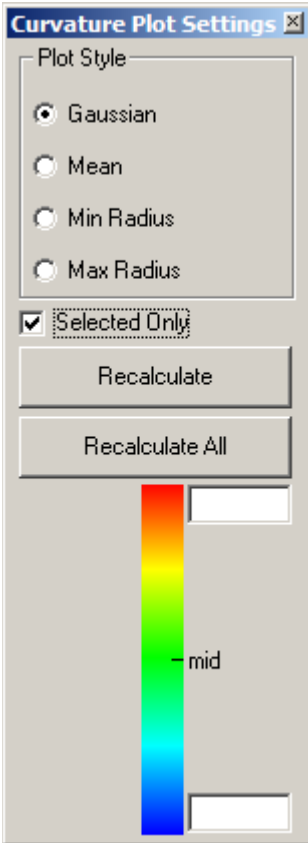 Curvature Plot Settings
Plot Style
Gaussian
Mean
Min Radius
Max Radius
Selected Only
Recalculate
Recalculate All
mid